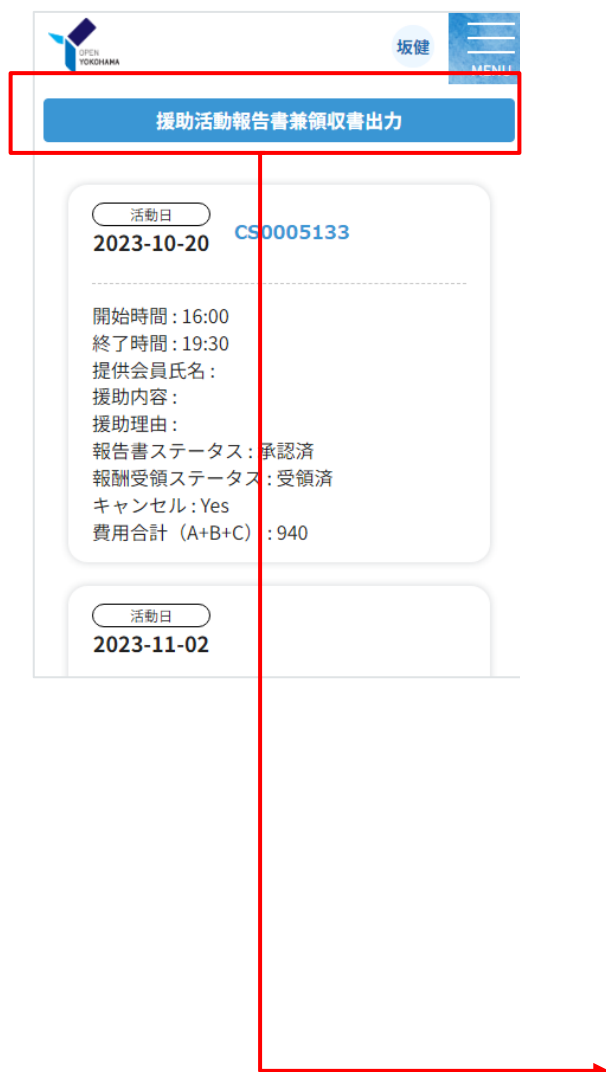 OPEN
YOKOHAMA
坂健
MENU
援助活動報告書兼領収書出力
活動日
2023-10-20
CS0005133
開始時間 : 16:00
終了時間 : 19:30
提供会員氏名 :
援助内容 :
援助理由 :
報告書ステータス : 承認済
報酬受領ステータス : 受領済
キャンセル : Yes
費用合計（A+B+C） : 940
活動日
2023-11-02